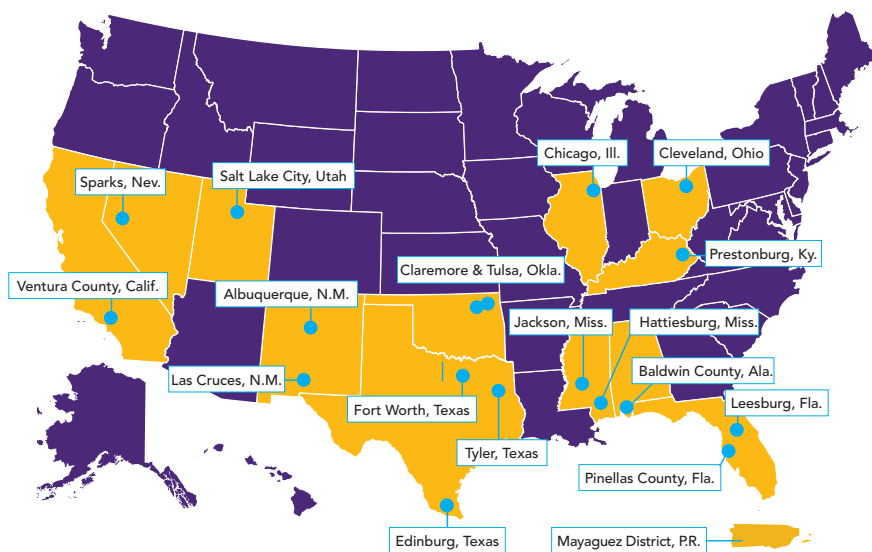 Chicago, Ill.
Cleveland, Ohio
Salt Lake City, Utah
Sparks, Nev.
Prestonburg, Ky.
Claremore & Tulsa, Okla.
Ventura County, Calif.
Albuquerque, N.M.
Jackson, Miss.
Hattiesburg, Miss.
Baldwin County, Ala.
Las Cruces, N.M.
Leesburg, Fla.
Fort Worth, Texas
Tyler, Texas
Pinellas County, Fla.
Edinburg, Texas
Mayaguez District, P.R.